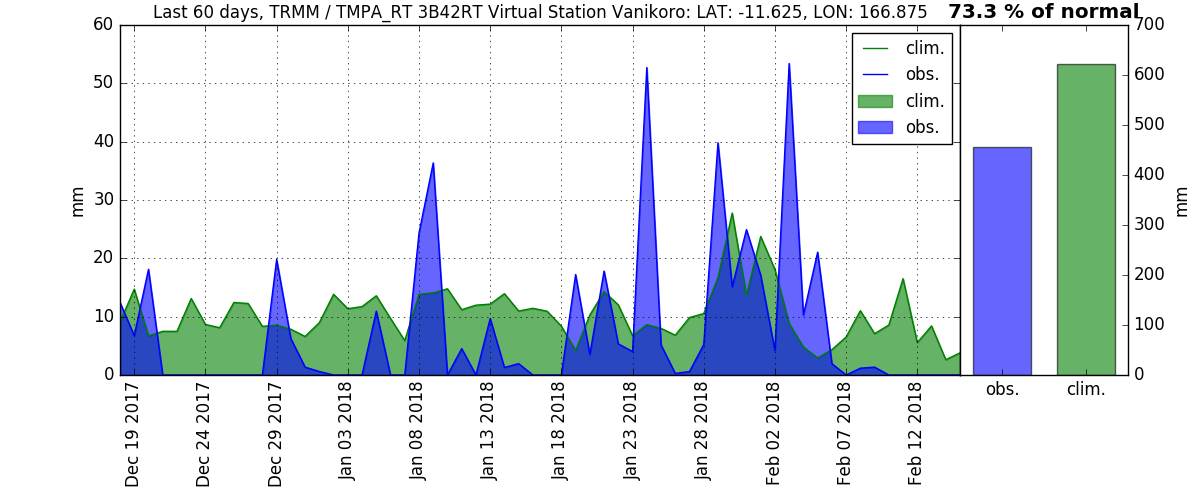 Last 60 days, TRMM / TMPA_RT 3B42RT Virtual Station Vanikoro: LAT: -11.625, LON: 166.875
73.3 % of normal
60
50
40
30
20
10
0
mm
clim.
obs.
clim.
obs.
700
600
500
400
300
200
100
0
mm
obs.
clim.
Dec 19 2017
Dec 24 2017
Dec 29 2017
Jan 03 2018
Jan 08 2018
Jan 13 2018
Jan 18 2018
Jan 23 2018
Jan 28 2018
Feb 02 2018
Feb 07 2018
Feb 12 2018